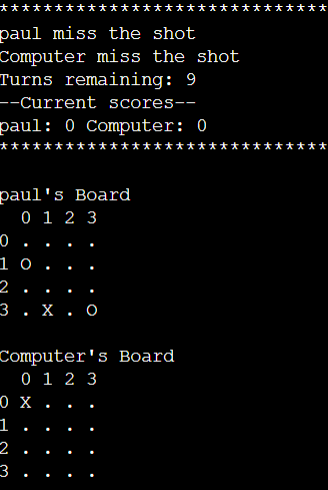 ******************************
paul miss the shot
Computer miss the shot
Turns remaining: 9
--Current scores--
paul: 0 Computer: 0
******************************
paul's Board
  0 1 2 3
0 . . . .
1 O . . .
2 . . . .
3 . X . O
Computer's Board
  0 1 2 3
0 X . . .
1 . . . .
2 . . . .
3 . . . .